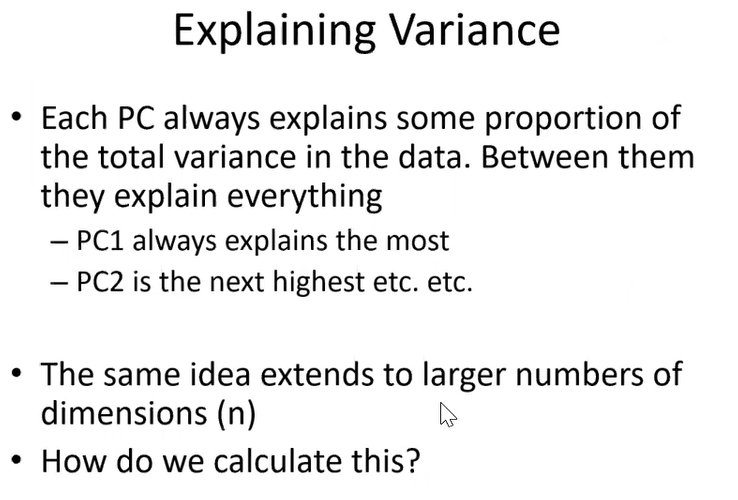 Explaining Variance
• Each PC always explains some proportion of
the total variance in the data. Between them
they explain everything
– PC1 always explains the most
– PC2 is the next highest etc. etc.
• The same idea extends to larger numbers of
dimensions (n)
• How do we calculate this?